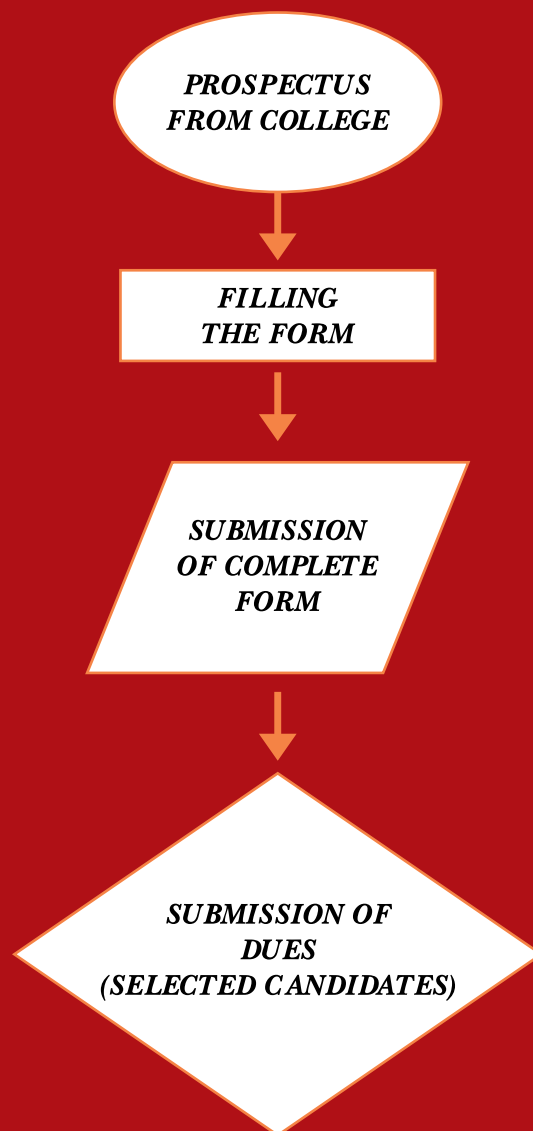 PROSPECTUS
FROM COLLEGE
FILLING
THE FORM
SUBMISSION
OF COMPLETE
FORM
SUBMISSION OF
DUES
(SELECTED CANDIDATES)